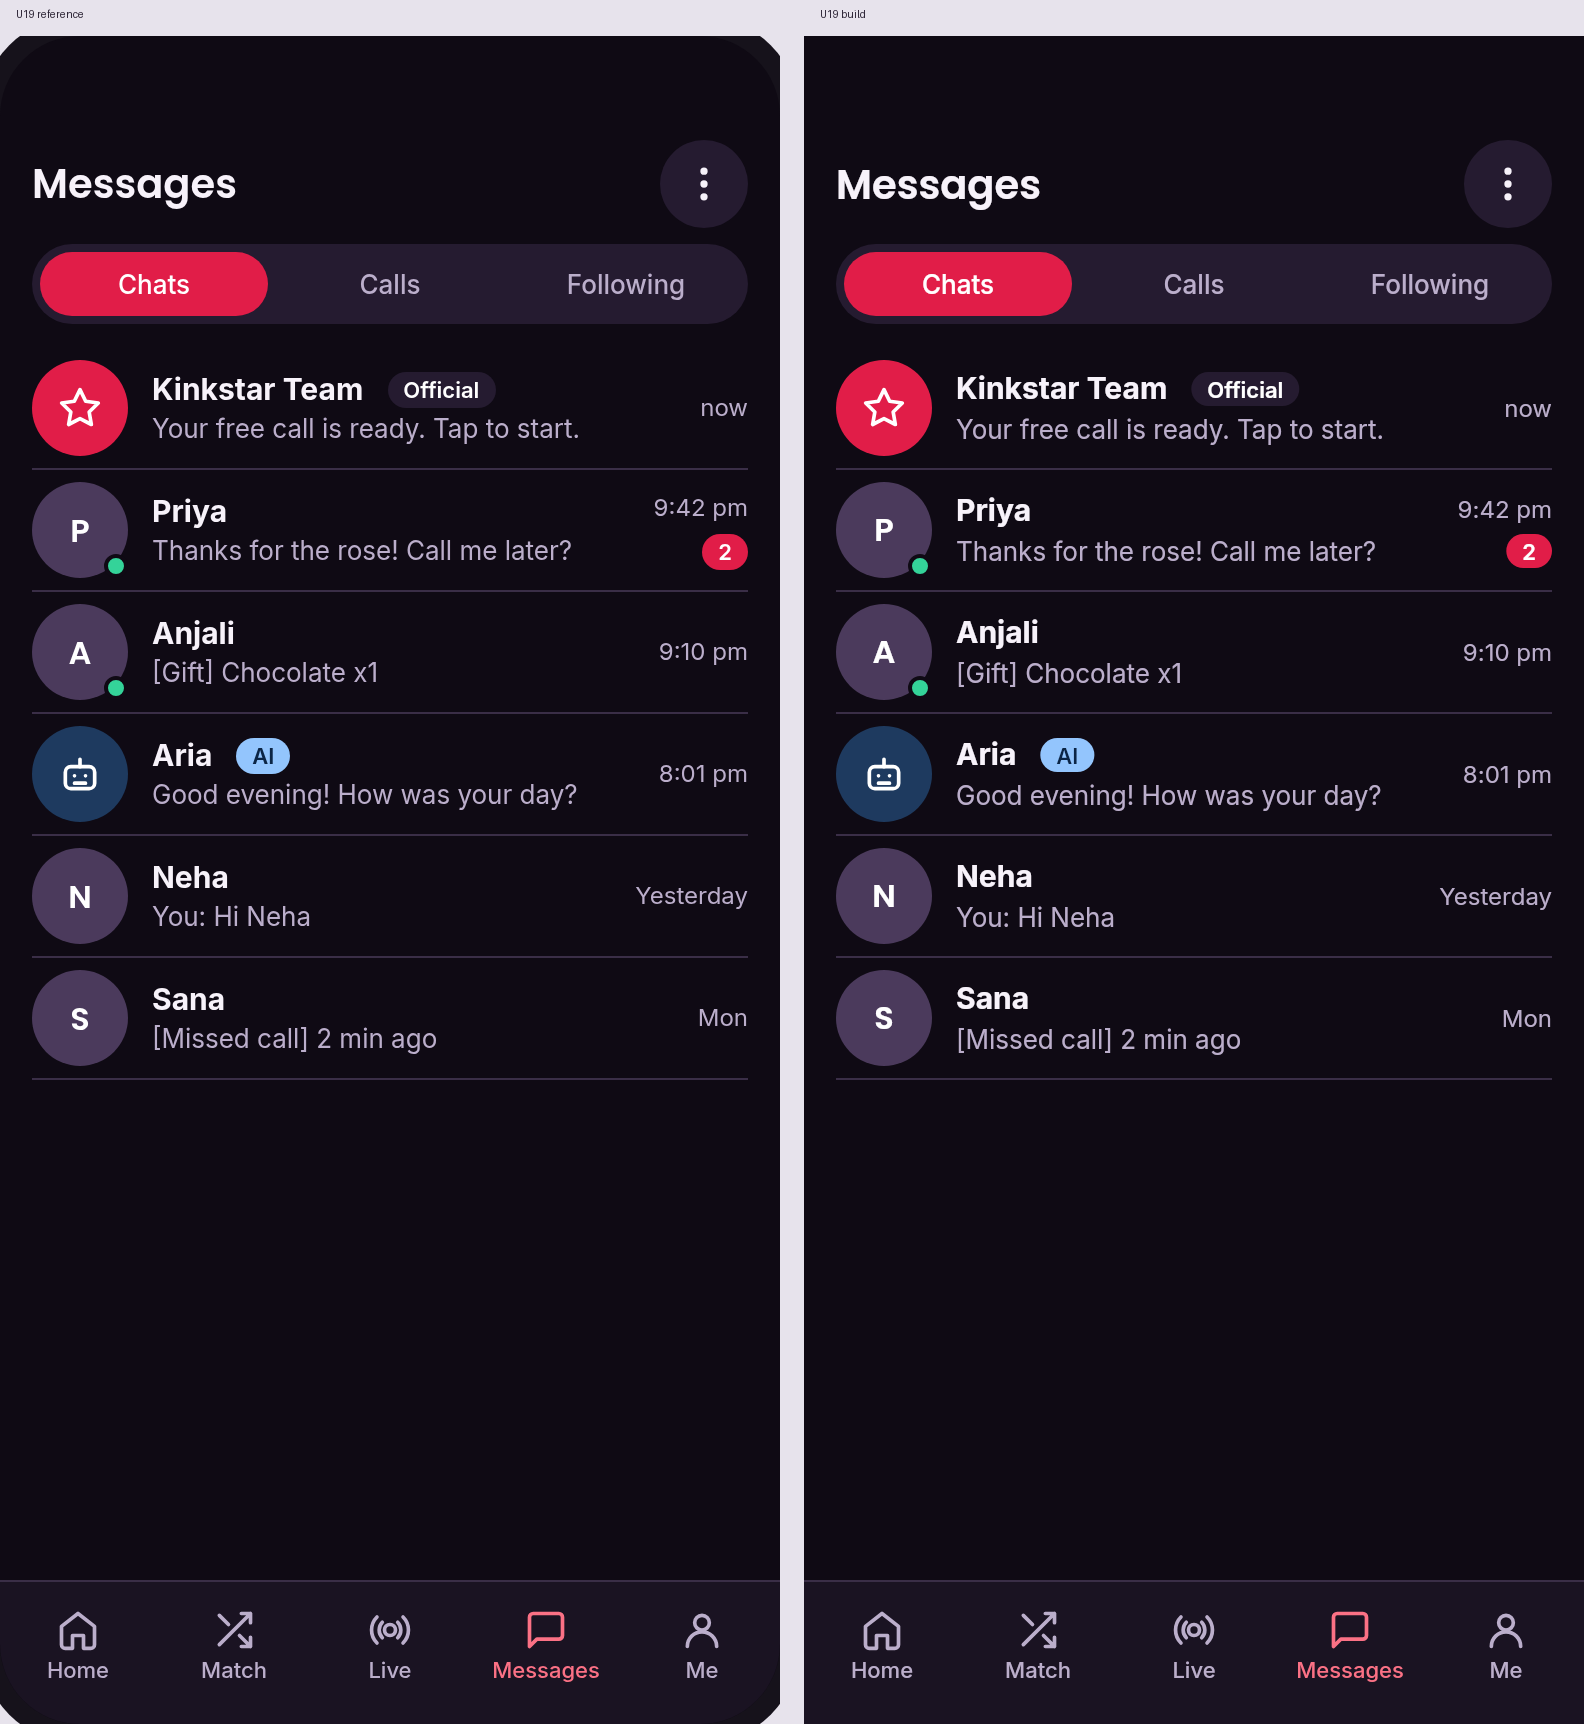 U19 reference
Messages
Chats Calls Following
Kinkstar Team Official
Your free call is ready. Tap to start.
now
P
Priya
Thanks for the rose! Call me later?
9:42 pm
2
A
Anjali
[Gift] Chocolate x1
9:10 pm
Aria AI
Good evening! How was your day?
8:01 pm
N
Neha
You: Hi Neha
Yesterday
S
Sana
[Missed call] 2 min ago
Mon
Home Match Live Messages Me
U19 build
Messages
Chats Calls Following
Kinkstar Team Official
Your free call is ready. Tap to start.
now
P
Priya
Thanks for the rose! Call me later?
9:42 pm
2
A
Anjali
[Gift] Chocolate x1
9:10 pm
Aria AI
Good evening! How was your day?
8:01 pm
N
Neha
You: Hi Neha
Yesterday
S
Sana
[Missed call] 2 min ago
Mon
Home Match Live Messages Me